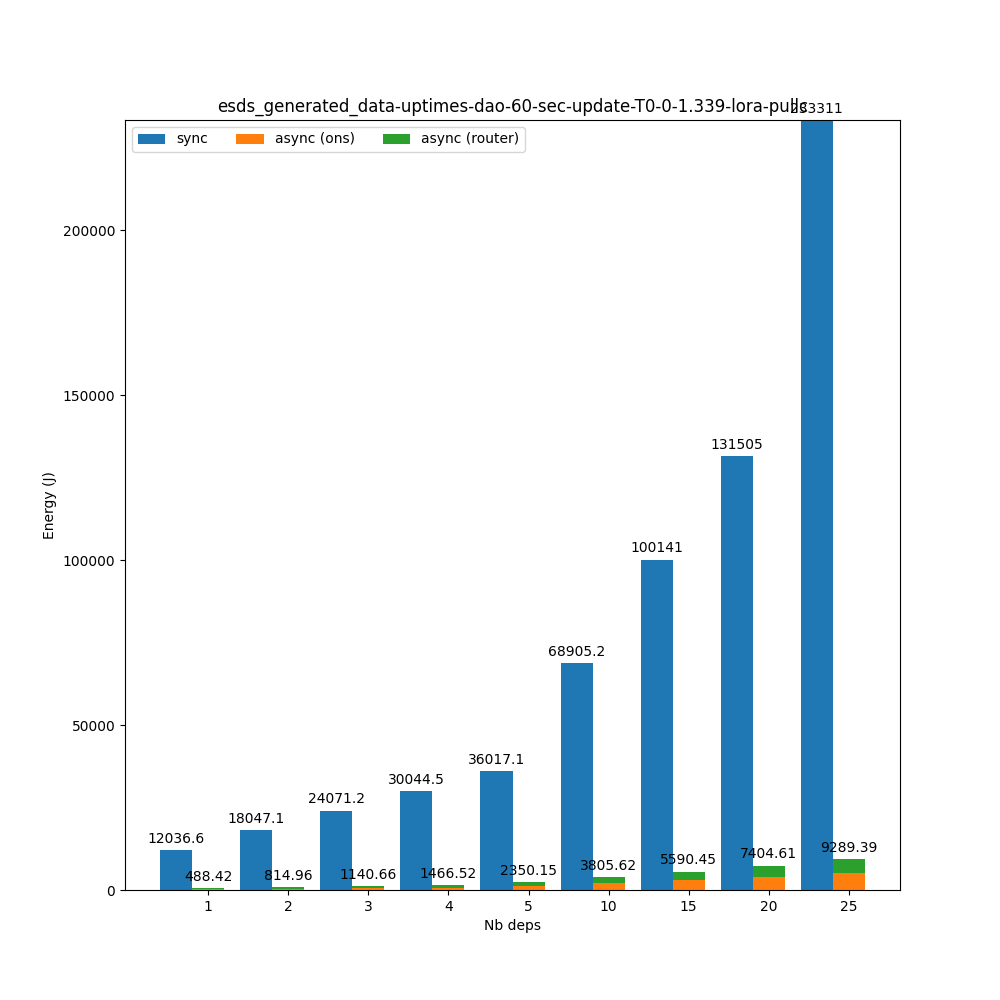 esds_generated_data-uptimes-dao-60-sec-update-T0-0-1.339-lora-pullc
233311
sync async (ons) async (router)
200000
150000
131505
100141
100000
Energy (J)
68905.2
50000
36017.1
30044.5
24071.2
18047.1
12036.6
488.42 814.96 1140.66 1466.52 2350.15 3805.62 5590.45 7404.61 9289.39
0
1 2 3 4 5 10 15 20 25
Nb deps